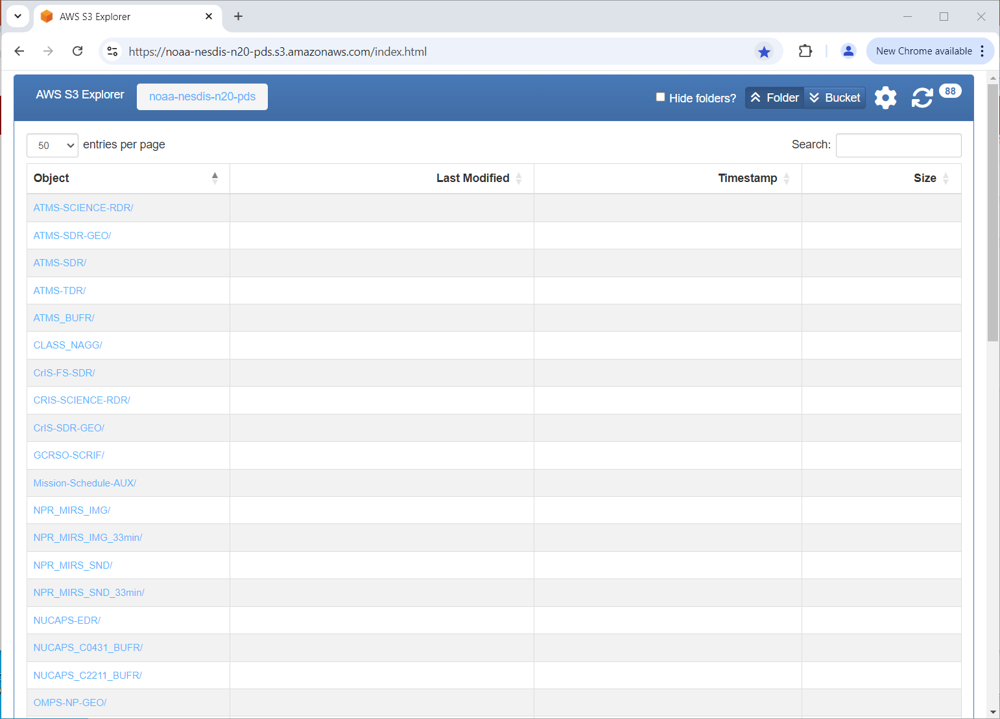 AWS S3 Explorer
https://noaa-nesdis-n20-pds.s3.amazonaws.com/index.html
New Chrome available
AWS S3 Explorer noaa-nesdis-n20-pds Hide folders? Folder Bucket 88
50 entries per page Search:
Object Last Modified Timestamp Size
ATMS-SCIENCE-RDR/
ATMS-SDR-GEO/
ATMS-SDR/
ATMS-TDR/
ATMS_BUFR/
CLASS_NAGG/
CrIS-FS-SDR/
CRIS-SCIENCE-RDR/
CrIS-SDR-GEO/
GCRSO-SCRIF/
Mission-Schedule-AUX/
NPR_MIRS_IMG/
NPR_MIRS_IMG_33min/
NPR_MIRS_SND/
NPR_MIRS_SND_33min/
NUCAPS-EDR/
NUCAPS_C0431_BUFR/
NUCAPS_C2211_BUFR/
OMPS-NP-GEO/